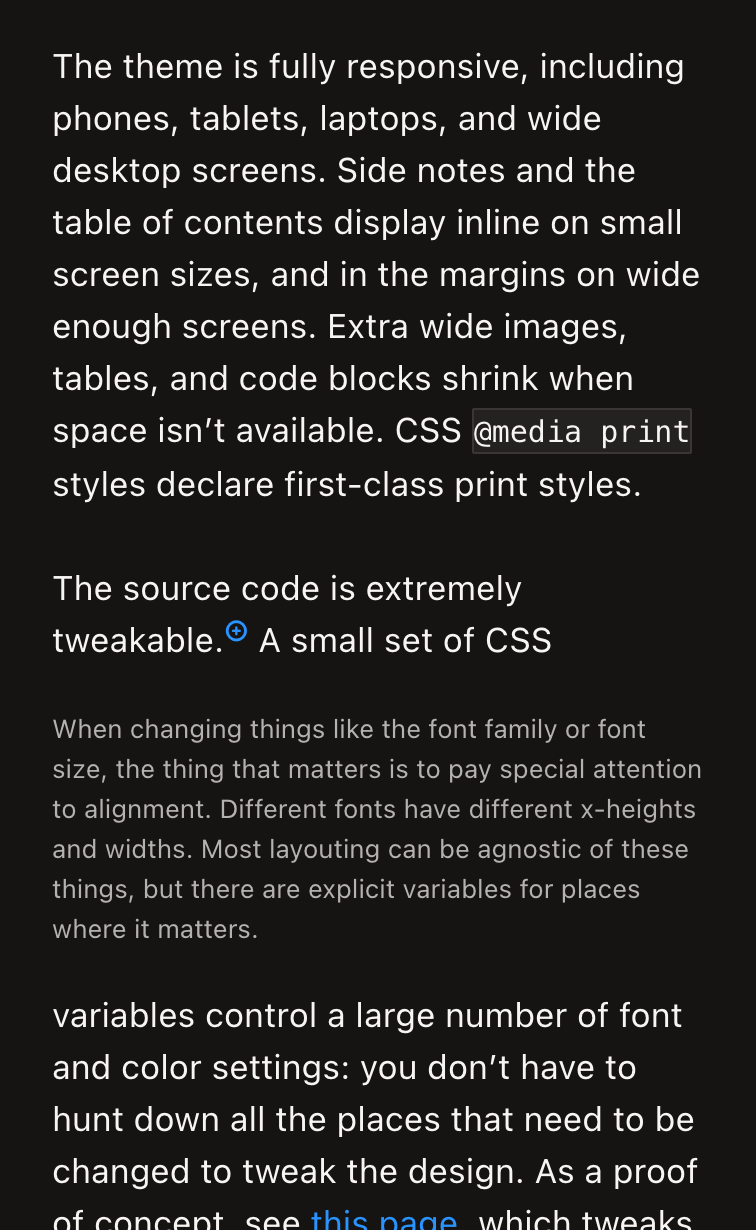 The theme is fully responsive, including
phones, tablets, laptops, and wide
desktop screens. Side notes and the
table of contents display inline on small
screen sizes, and in the margins on wide
enough screens. Extra wide images,
tables, and code blocks shrink when
space isn’t available. CSS @media print
styles declare first-class print styles.
The source code is extremely
tweakable.⊕ A small set of CSS
When changing things like the font family or font
size, the thing that matters is to pay special attention
to alignment. Different fonts have different x-heights
and widths. Most layouting can be agnostic of these
things, but there are explicit variables for places
where it matters.
variables control a large number of font
and color settings: you don’t have to
hunt down all the places that need to be
changed to tweak the design. As a proof
of concept, see this page, which tweaks